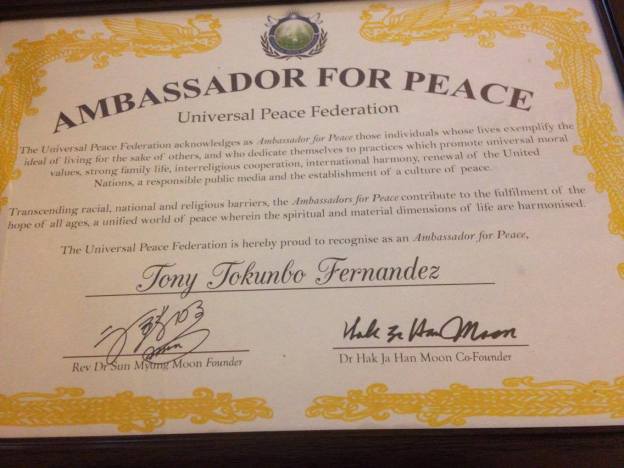 AMBASSADOR FOR PEACE
Universal Peace Federation
The Universal Peace Federation acknowledges as Ambassador for Peace those individuals whose lives exemplify the
ideal of living for the sake of others, and who dedicate themselves to practices which promote universal moral
values, strong family life, interreligious cooperation, international harmony, renewal of the United
Nations, a responsible public media and the establishment of a culture of peace.
Transcending racial, national and religious barriers, the Ambassadors for Peace contribute to the fulfilment of the
hope of all ages, a unified world of peace wherein the spiritual and material dimensions of life are harmonised.
The Universal Peace Federation is hereby proud to recognise as an Ambassador for Peace,
Tony Tokunbo Fernandez
Hak Ja Han Moon
Rev Dr Sun Myung Moon Founder
Dr Hak Ja Han Moon Co-Founder